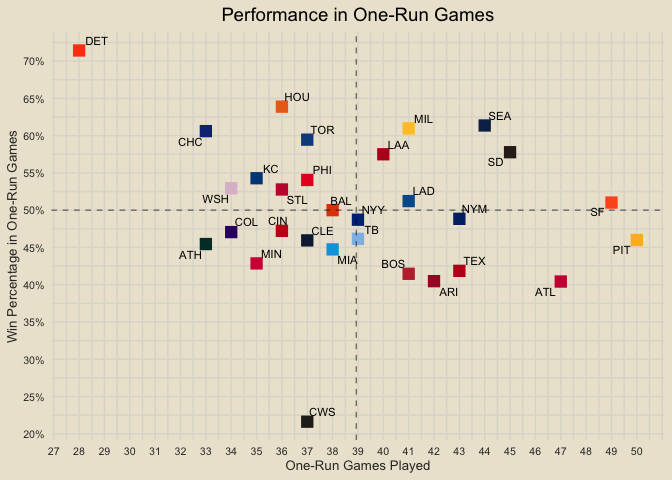 Performance in One-Run Games
DET
70%
HOU
65%
MIL
SEA
TOR
CHC
60%
LAA
SD
KC
PHI
55%
WSH
STL
BAL
LAD
NYY
NYM
SF
50%
COL
CIN
CLE
TB
PIT
45%
ATH
MIN
MIA
BOS
TEX
ARI
ATL
40%
35%
30%
25%
CWS
20%
Win Percentage in One-Run Games
27 28 29 30 31 32 33 34 35 36 37 38 39 40 41 42 43 44 45 46 47 48 49 50
One-Run Games Played